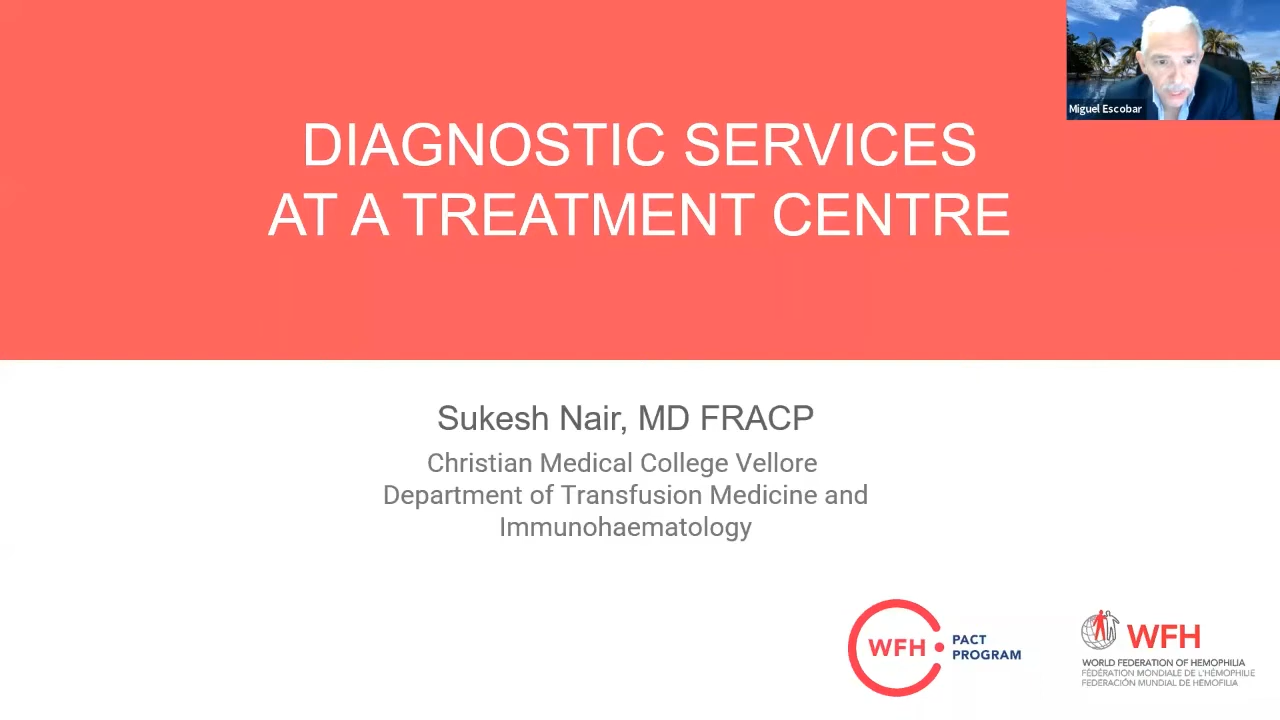 Miguel Escobar
DIAGNOSTIC SERVICES
AT A TREATMENT CENTRE
Sukesh Nair, MD FRACP
Christian Medical College Vellore
Department of Transfusion Medicine and
Immunohaematology
WFH
PACT
PROGRAM
WFH
WORLD FEDERATION OF HEMOPHILIA
FÉDÉRATION MONDIALE DE L'HÉMOPHILIE
FEDERACIÓN MUNDIAL DE HEMOFILIA